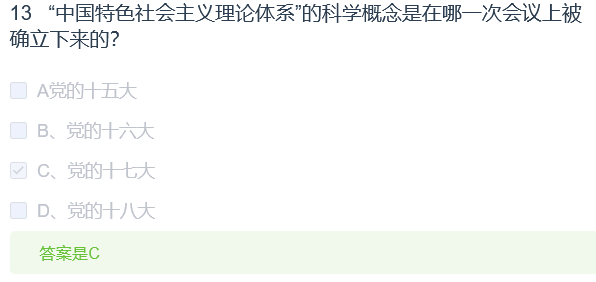 13 “中国特色社会主义理论体系”的科学概念是在哪一次会议上被
确立下来的?
A党的十五大
B、党的十六大
C、党的十七大
D、党的十八大
答案是C